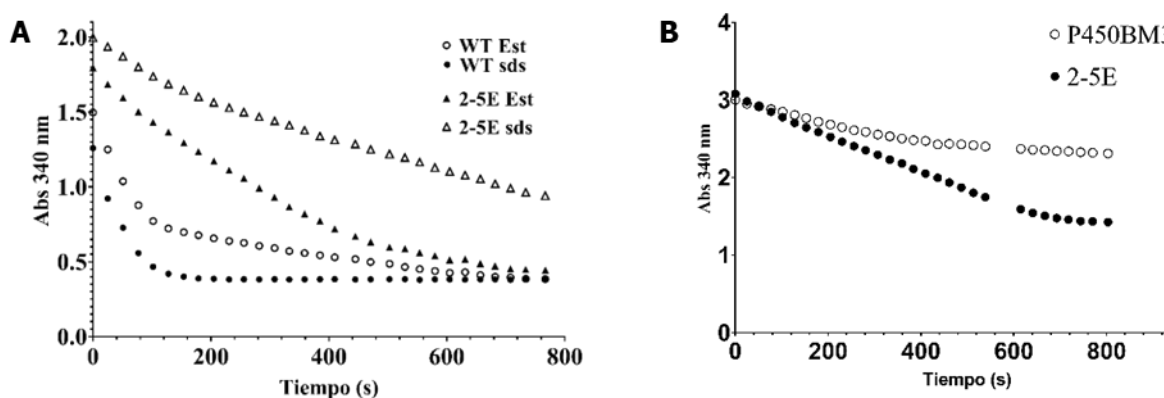 A
Abs 340 nm
2.0
1.5
1.0
0.5
0.0
0 200 400 600 800
Tiempo (s)
WT Est
WT sds
2-5E Est
2-5E sds
B
Abs 340 nm
4
3
2
1
0
0 200 400 600 800
Tiempo (s)
P450BM3
2-5E